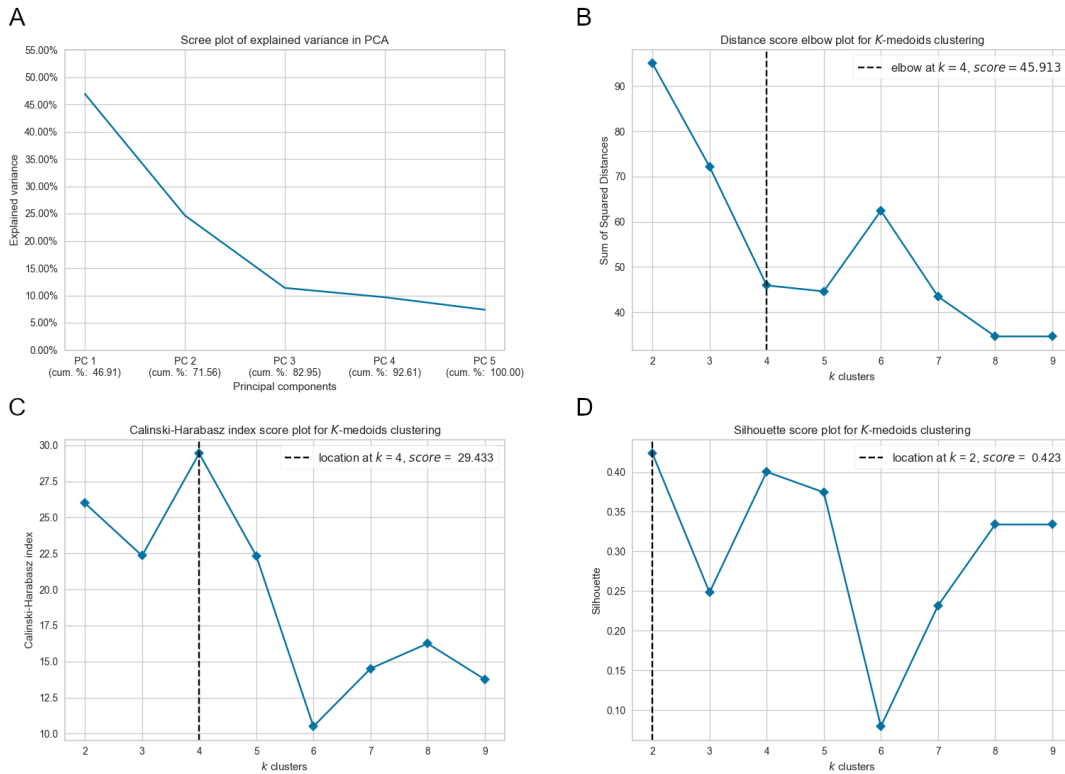 A
Scree plot of explained variance in PCA
55.00%
50.00%
45.00%
40.00%
35.00%
30.00%
25.00%
20.00%
15.00%
10.00%
5.00%
0.00%
Explained variance
PC 1 PC 2 PC 3 PC 4 PC 5
(cum. %: 46.91) (cum. %: 71.56) (cum. %: 82.95) (cum. %: 92.61) (cum. %: 100.00)
Principal components
B
Distance score elbow plot for K-medoids clustering
elbow at k = 4, score = 45.913
90
80
70
60
50
40
Sum of Squared Distances
2 3 4 5 6 7 8 9
k clusters
C
Calinski-Harabasz index score plot for K-medoids clustering
location at k = 4, score = 29.433
30.0
27.5
25.0
22.5
20.0
17.5
15.0
12.5
10.0
Calinski-Harabasz index
2 3 4 5 6 7 8 9
k clusters
D
Silhouette score plot for K-medoids clustering
location at k = 2, score = 0.423
0.40
0.35
0.30
0.25
0.20
0.15
0.10
Silhouette
2 3 4 5 6 7 8 9
k clusters